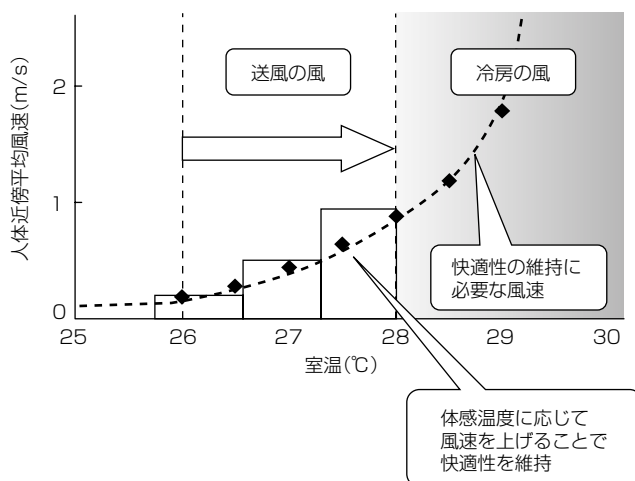 人体近傍平均風速(m/s)
2
1
0
送風の風
冷房の風
快適性の維持に
必要な風速
25
26
27
28
29
30
室温(℃)
体感温度に応じて
風速を上げることで
快適性を維持